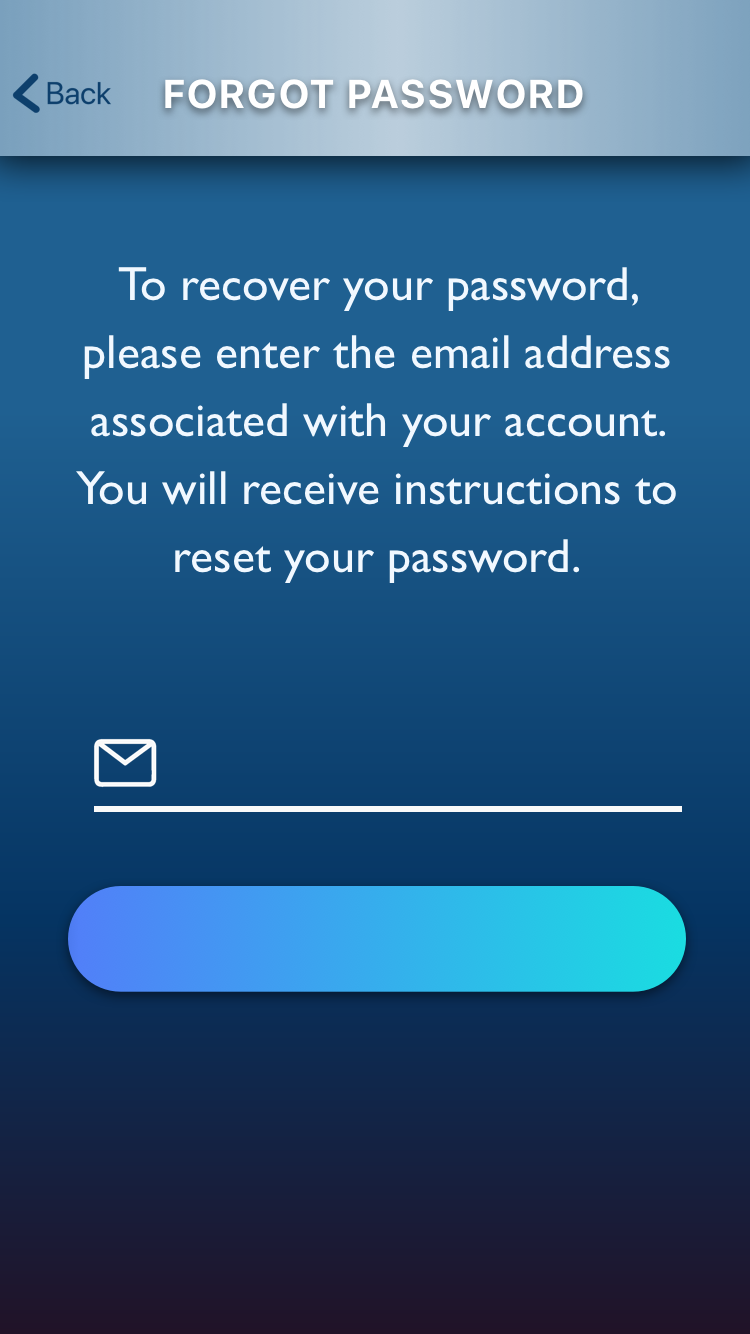 Back
FORGOT PASSWORD
To recover your password,
please enter the email address
associated with your account.
You will receive instructions to
reset your password.